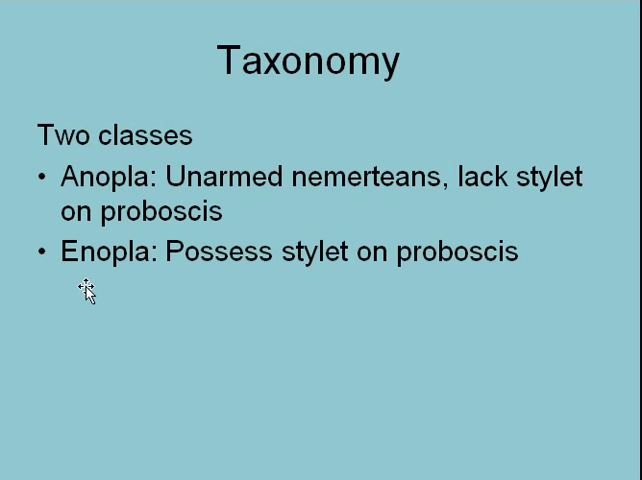 Taxonomy
Two classes
• Anopla: Unarmed nemerteans, lack stylet
on proboscis
• Enopla: Possess stylet on proboscis